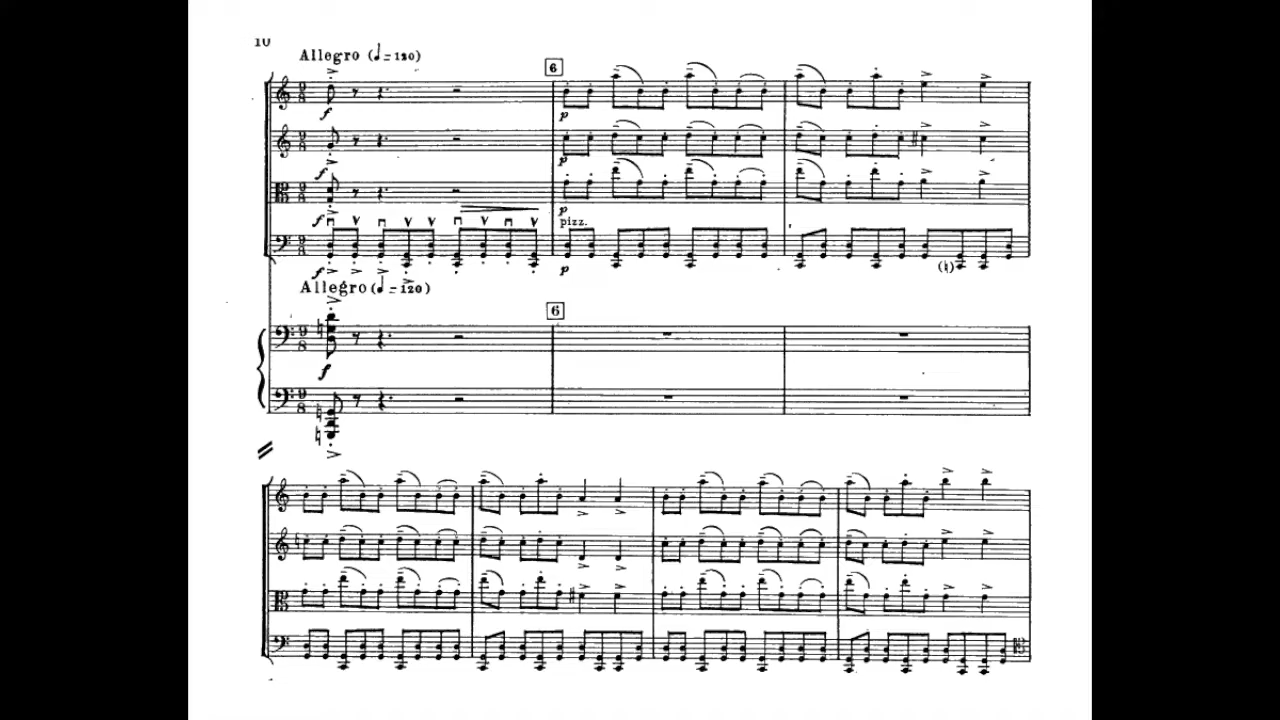 10
Allegro (♩=120)
6
f
p
f
p
f
p
pizz.
f
p
(♮)
Allegro (♩.=120)
6
f